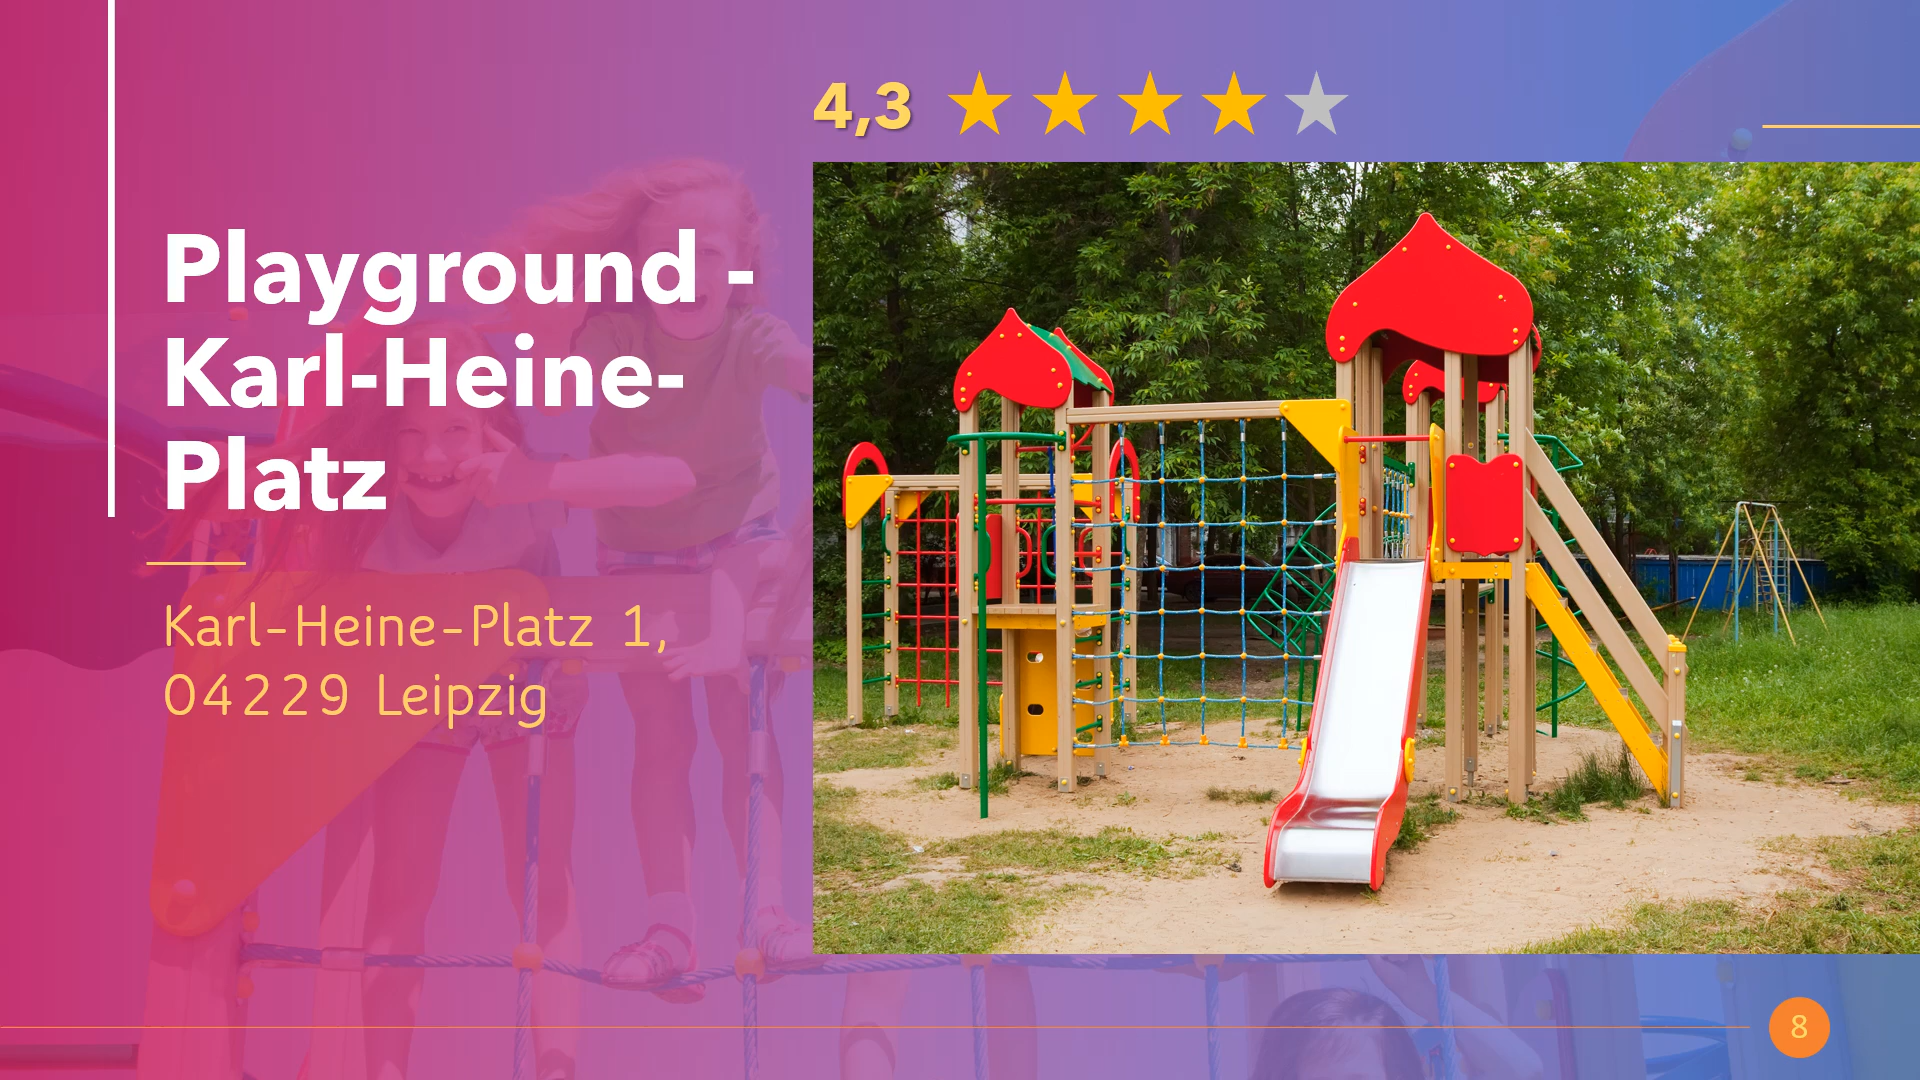 4,3
Playground -
Karl-Heine-
Platz
Karl-Heine-Platz 1,
04229 Leipzig
8